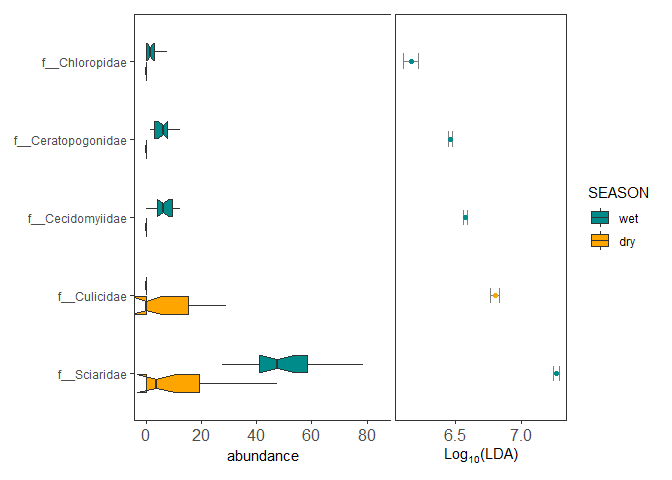 f__Chloropidae
f__Ceratopogonidae
f__Cecidomyiidae
f__Culicidae
f__Sciaridae
0 20 40 60 80
abundance
6.5 7.0
Log10(LDA)
SEASON
wet
dry